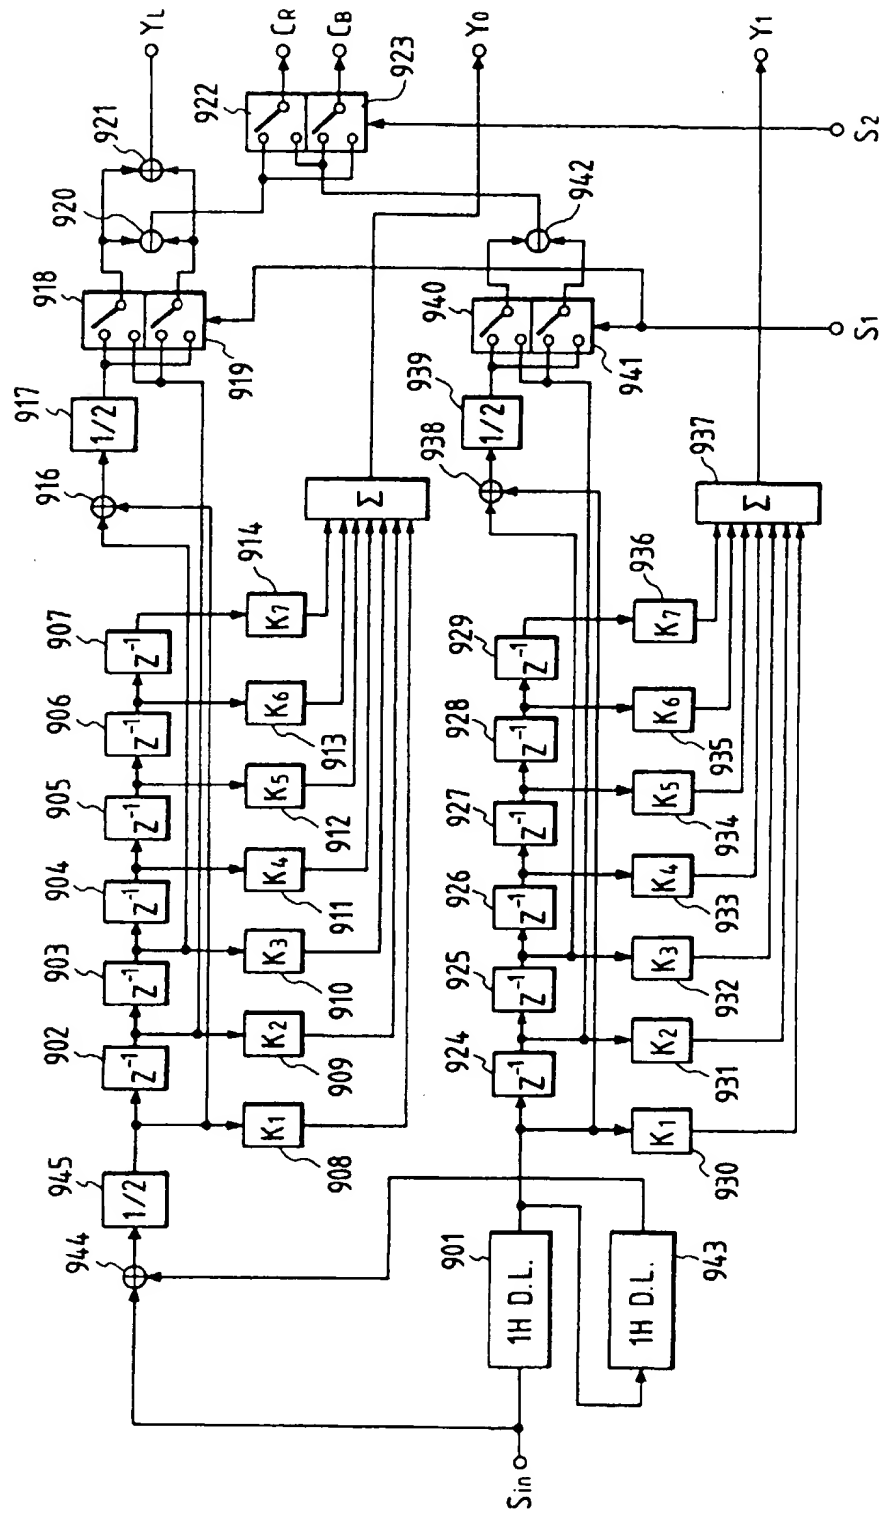 YL
CR
CB
Y0
Y1
S2
S1
Sin
921
920
922
923
918
919
917
1/2
916
907
Z⁻¹
906
Z⁻¹
905
Z⁻¹
904
Z⁻¹
903
Z⁻¹
902
Z⁻¹
945
1/2
944
914
K7
913
K6
912
K5
911
K4
910
K3
909
K2
908
K1
Σ
942
940
941
939
1/2
938
929
Z⁻¹
928
Z⁻¹
927
Z⁻¹
926
Z⁻¹
925
Z⁻¹
924
Z⁻¹
901
1H D.L.
943
1H D.L.
937
Σ
936
K7
935
K6
934
K5
933
K4
932
K3
931
K2
930
K1